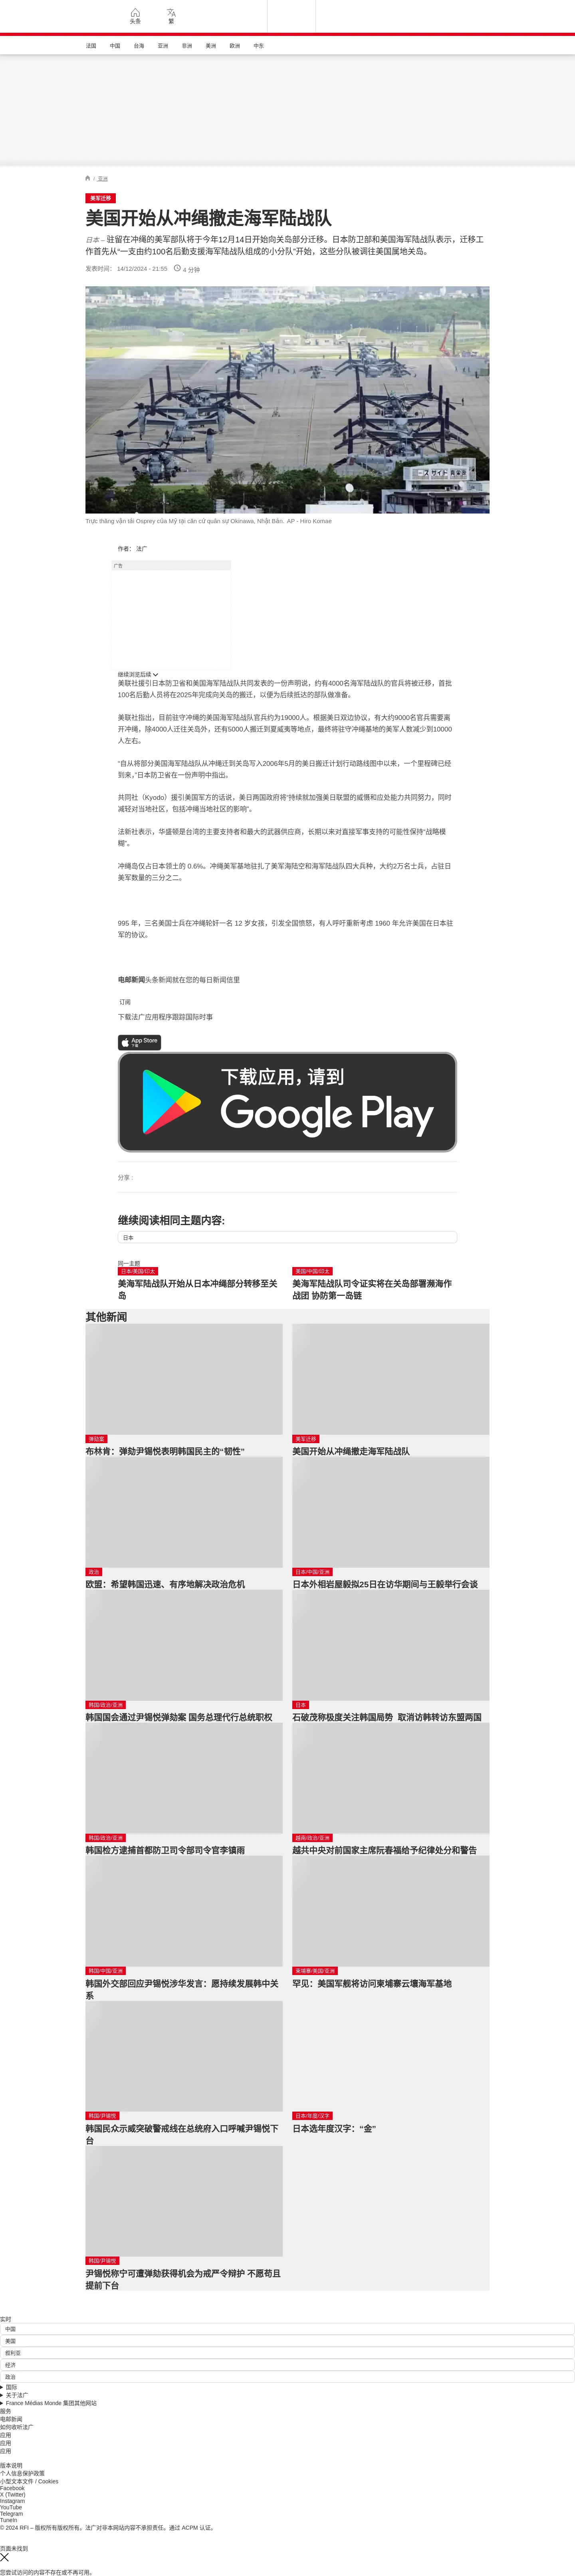 头条
繁
法国 中国 台海 亚洲 非洲 美洲 欧洲 中东
/ 亚洲
美军迁移
美国开始从冲绳撤走海军陆战队
日本 – 驻留在冲绳的美军部队将于今年12月14日开始向关岛部分迁移。日本防卫部和美国海军陆战队表示，迁移工
作首先从“一支由约100名后勤支援海军陆战队组成的小分队”开始，这些分队被调往美国属地关岛。
发表时间： 14/12/2024 - 21:55 4 分钟
Trực thăng vận tải Osprey của Mỹ tại căn cứ quân sự Okinawa, Nhật Bản. AP - Hiro Komae
作者： 法广
广告
继续浏览后续
美联社援引日本防卫省和美国海军陆战队共同发表的一份声明说，约有4000名海军陆战队的官兵将被迁移，首批
100名后勤人员将在2025年完成向关岛的搬迁，以便为后续抵达的部队做准备。
美联社指出，目前驻守冲绳的美国海军陆战队官兵约为19000人。根据美日双边协议，有大约9000名官兵需要离
开冲绳，除4000人迁往关岛外，还有5000人搬迁到夏威夷等地点，最终将驻守冲绳基地的美军人数减少到10000
人左右。
“自从将部分美国海军陆战队从冲绳迁到关岛写入2006年5月的美日搬迁计划行动路线图中以来，一个里程碑已经
到来，”日本防卫省在一份声明中指出。
共同社（Kyodo）援引美国军方的话说，美日两国政府将“持续就加强美日联盟的威慑和应处能力共同努力，同时
减轻对当地社区，包括冲绳当地社区的影响”。
法新社表示，华盛顿是台湾的主要支持者和最大的武器供应商，长期以来对直接军事支持的可能性保持“战略模
糊”。
冲绳岛仅占日本领土的 0.6%。冲绳美军基地驻扎了美军海陆空和海军陆战队四大兵种，大约2万名士兵，占驻日
美军数量的三分之二。
995 年，三名美国士兵在冲绳轮奸一名 12 岁女孩，引发全国愤怒，有人呼吁重新考虑 1960 年允许美国在日本驻
军的协议。
电邮新闻头条新闻就在您的每日新闻信里
订阅
下载法广应用程序跟踪国际时事
App Store
下载
下载应用，请到
Google Play
分享 :
继续阅读相同主题内容:
日本
同一主题
日本/美国/印太
美海军陆战队开始从日本冲绳部分转移至关
岛
美国/中国/印太
美海军陆战队司令证实将在关岛部署濒海作
战团 协防第一岛链
其他新闻
弹劾案
布林肯：弹劾尹锡悦表明韩国民主的“韧性”
美军迁移
美国开始从冲绳撤走海军陆战队
政治
欧盟：希望韩国迅速、有序地解决政治危机
日本/中国/亚洲
日本外相岩屋毅拟25日在访华期间与王毅举行会谈
韩国/政治/亚洲
韩国国会通过尹锡悦弹劾案 国务总理代行总统职权
日本
石破茂称极度关注韩国局势 取消访韩转访东盟两国
韩国/政治/亚洲
韩国检方逮捕首都防卫司令部司令官李镇雨
越南/政治/亚洲
越共中央对前国家主席阮春福给予纪律处分和警告
韩国/中国/亚洲
韩国外交部回应尹锡悦涉华发言：愿持续发展韩中关
系
柬埔寨/美国/亚洲
罕见：美国军舰将访问柬埔寨云壤海军基地
韩国/尹锡悦
韩国民众示威突破警戒线在总统府入口呼喊尹锡悦下
台
日本/年度/汉字
日本选年度汉字：“金”
韩国/尹锡悦
尹锡悦称宁可遭弹劾获得机会为戒严令辩护 不愿苟且
提前下台
实时
中国
美国
叙利亚
经济
政治
国际
关于法广
France Médias Monde 集团其他网站
服务
电邮新闻
如何收听法广
应用
应用
应用
版本说明
个人信息保护政策
小型文本文件 / Cookies
Facebook
X (Twitter)
Instagram
YouTube
Telegram
TuneIn
© 2024 RFI – 版权所有版权所有。法广对非本网站内容不承担责任。通过 ACPM 认证。
页面未找到
您尝试访问的内容不存在或不再可用。